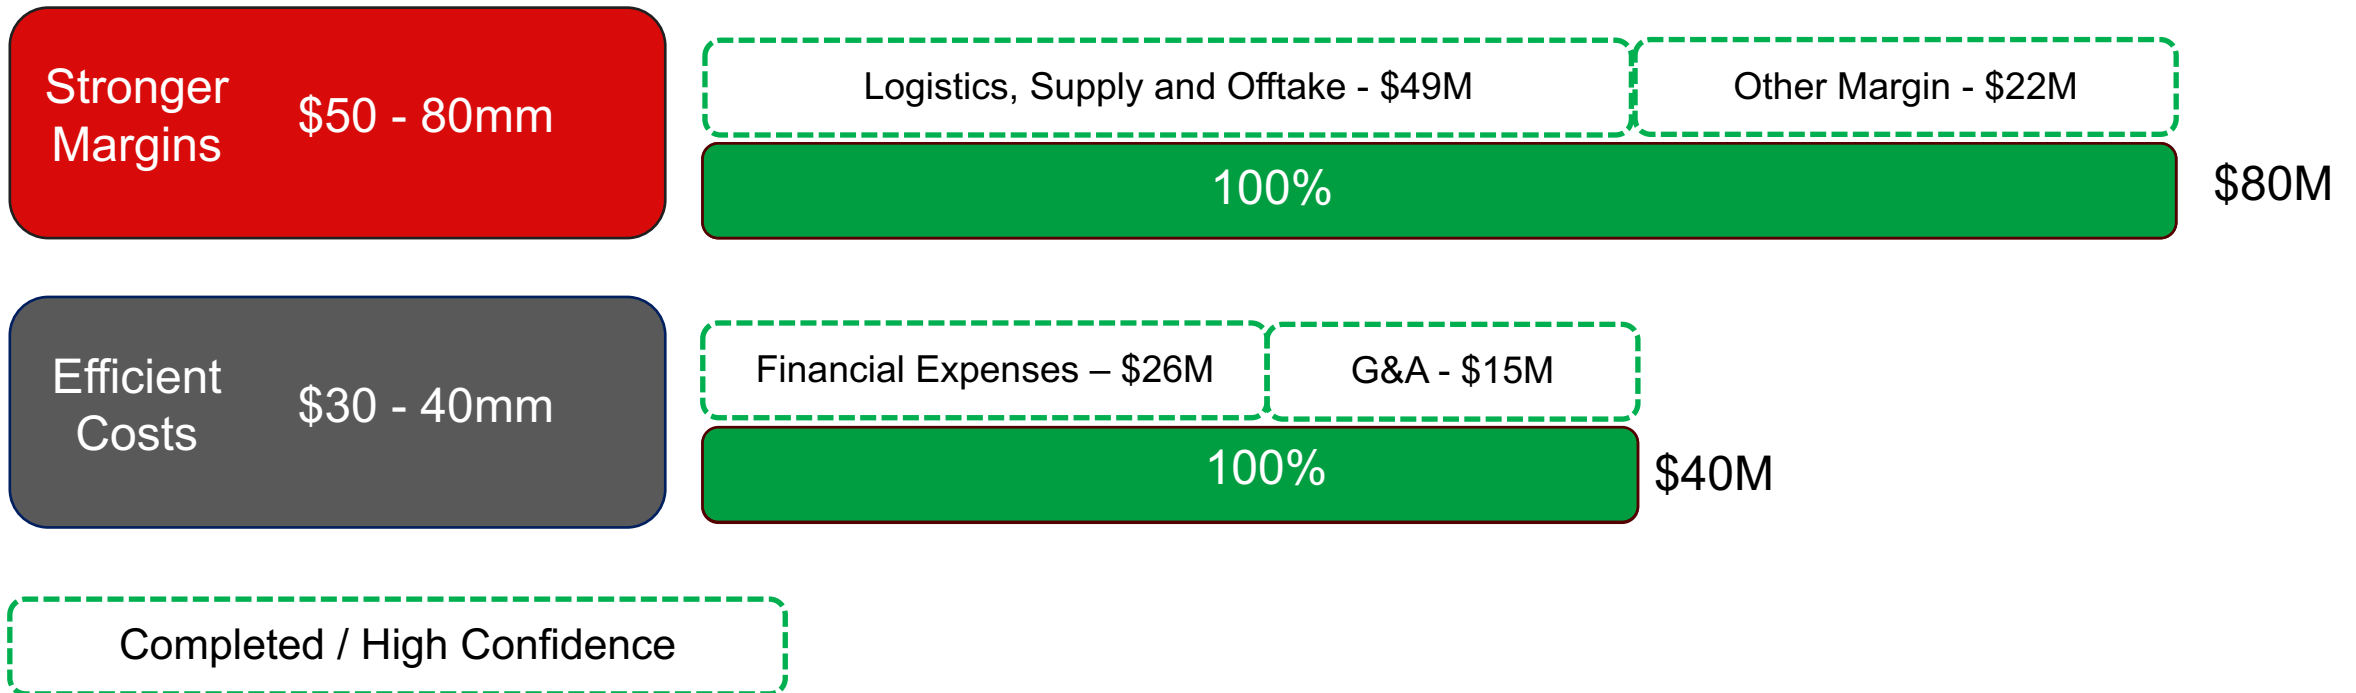 Stronger
Margins
$50 - 80mm
Logistics, Supply and Offtake - $49M
Other Margin - $22M
100%
$80M
Efficient
Costs
$30 - 40mm
Financial Expenses – $26M
G&A - $15M
100%
$40M
Completed / High Confidence